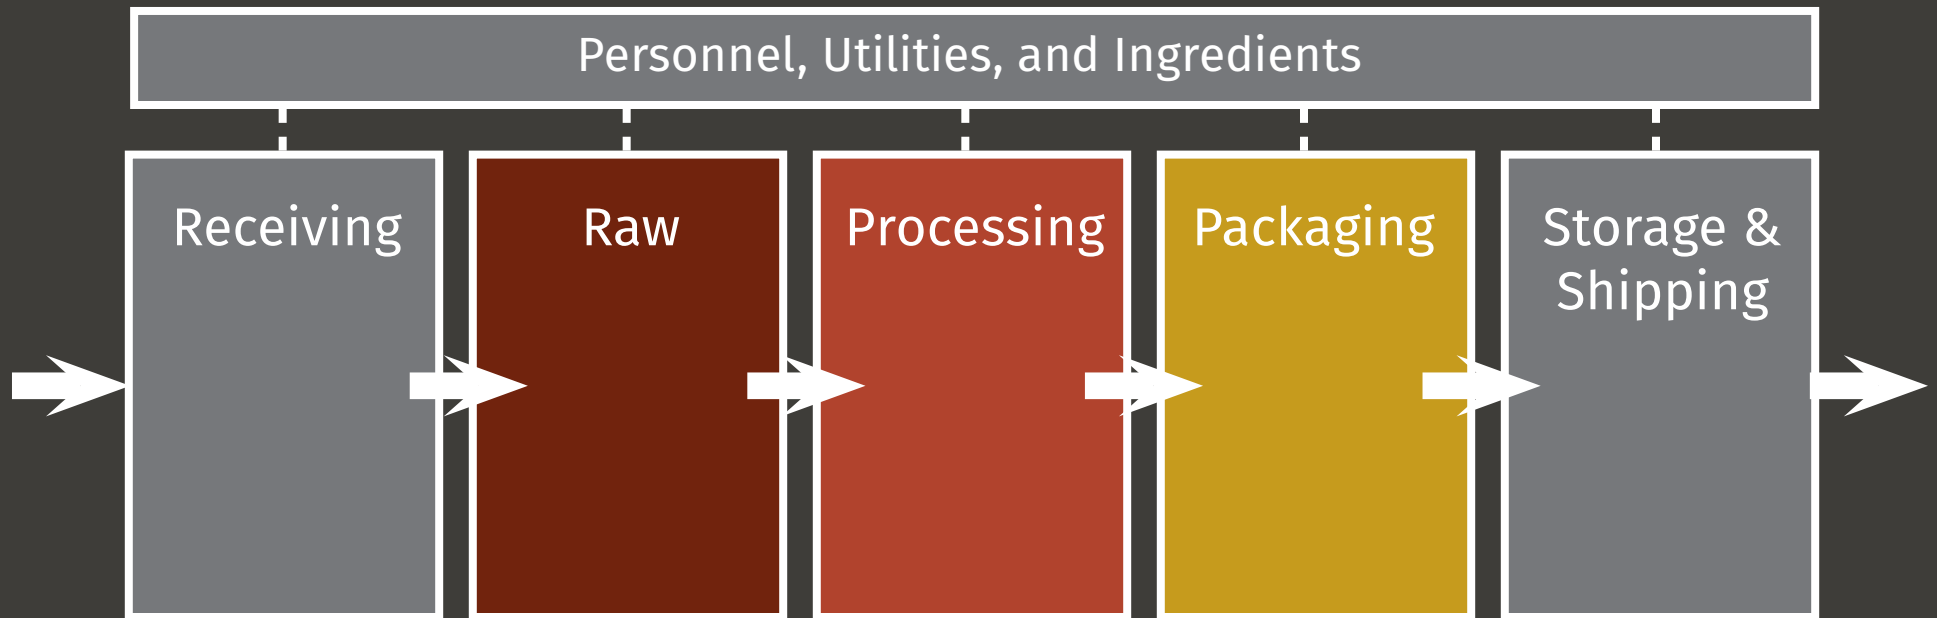 Personnel, Utilities, and Ingredients
Receiving
Raw
Processing
Packaging
Storage &
Shipping